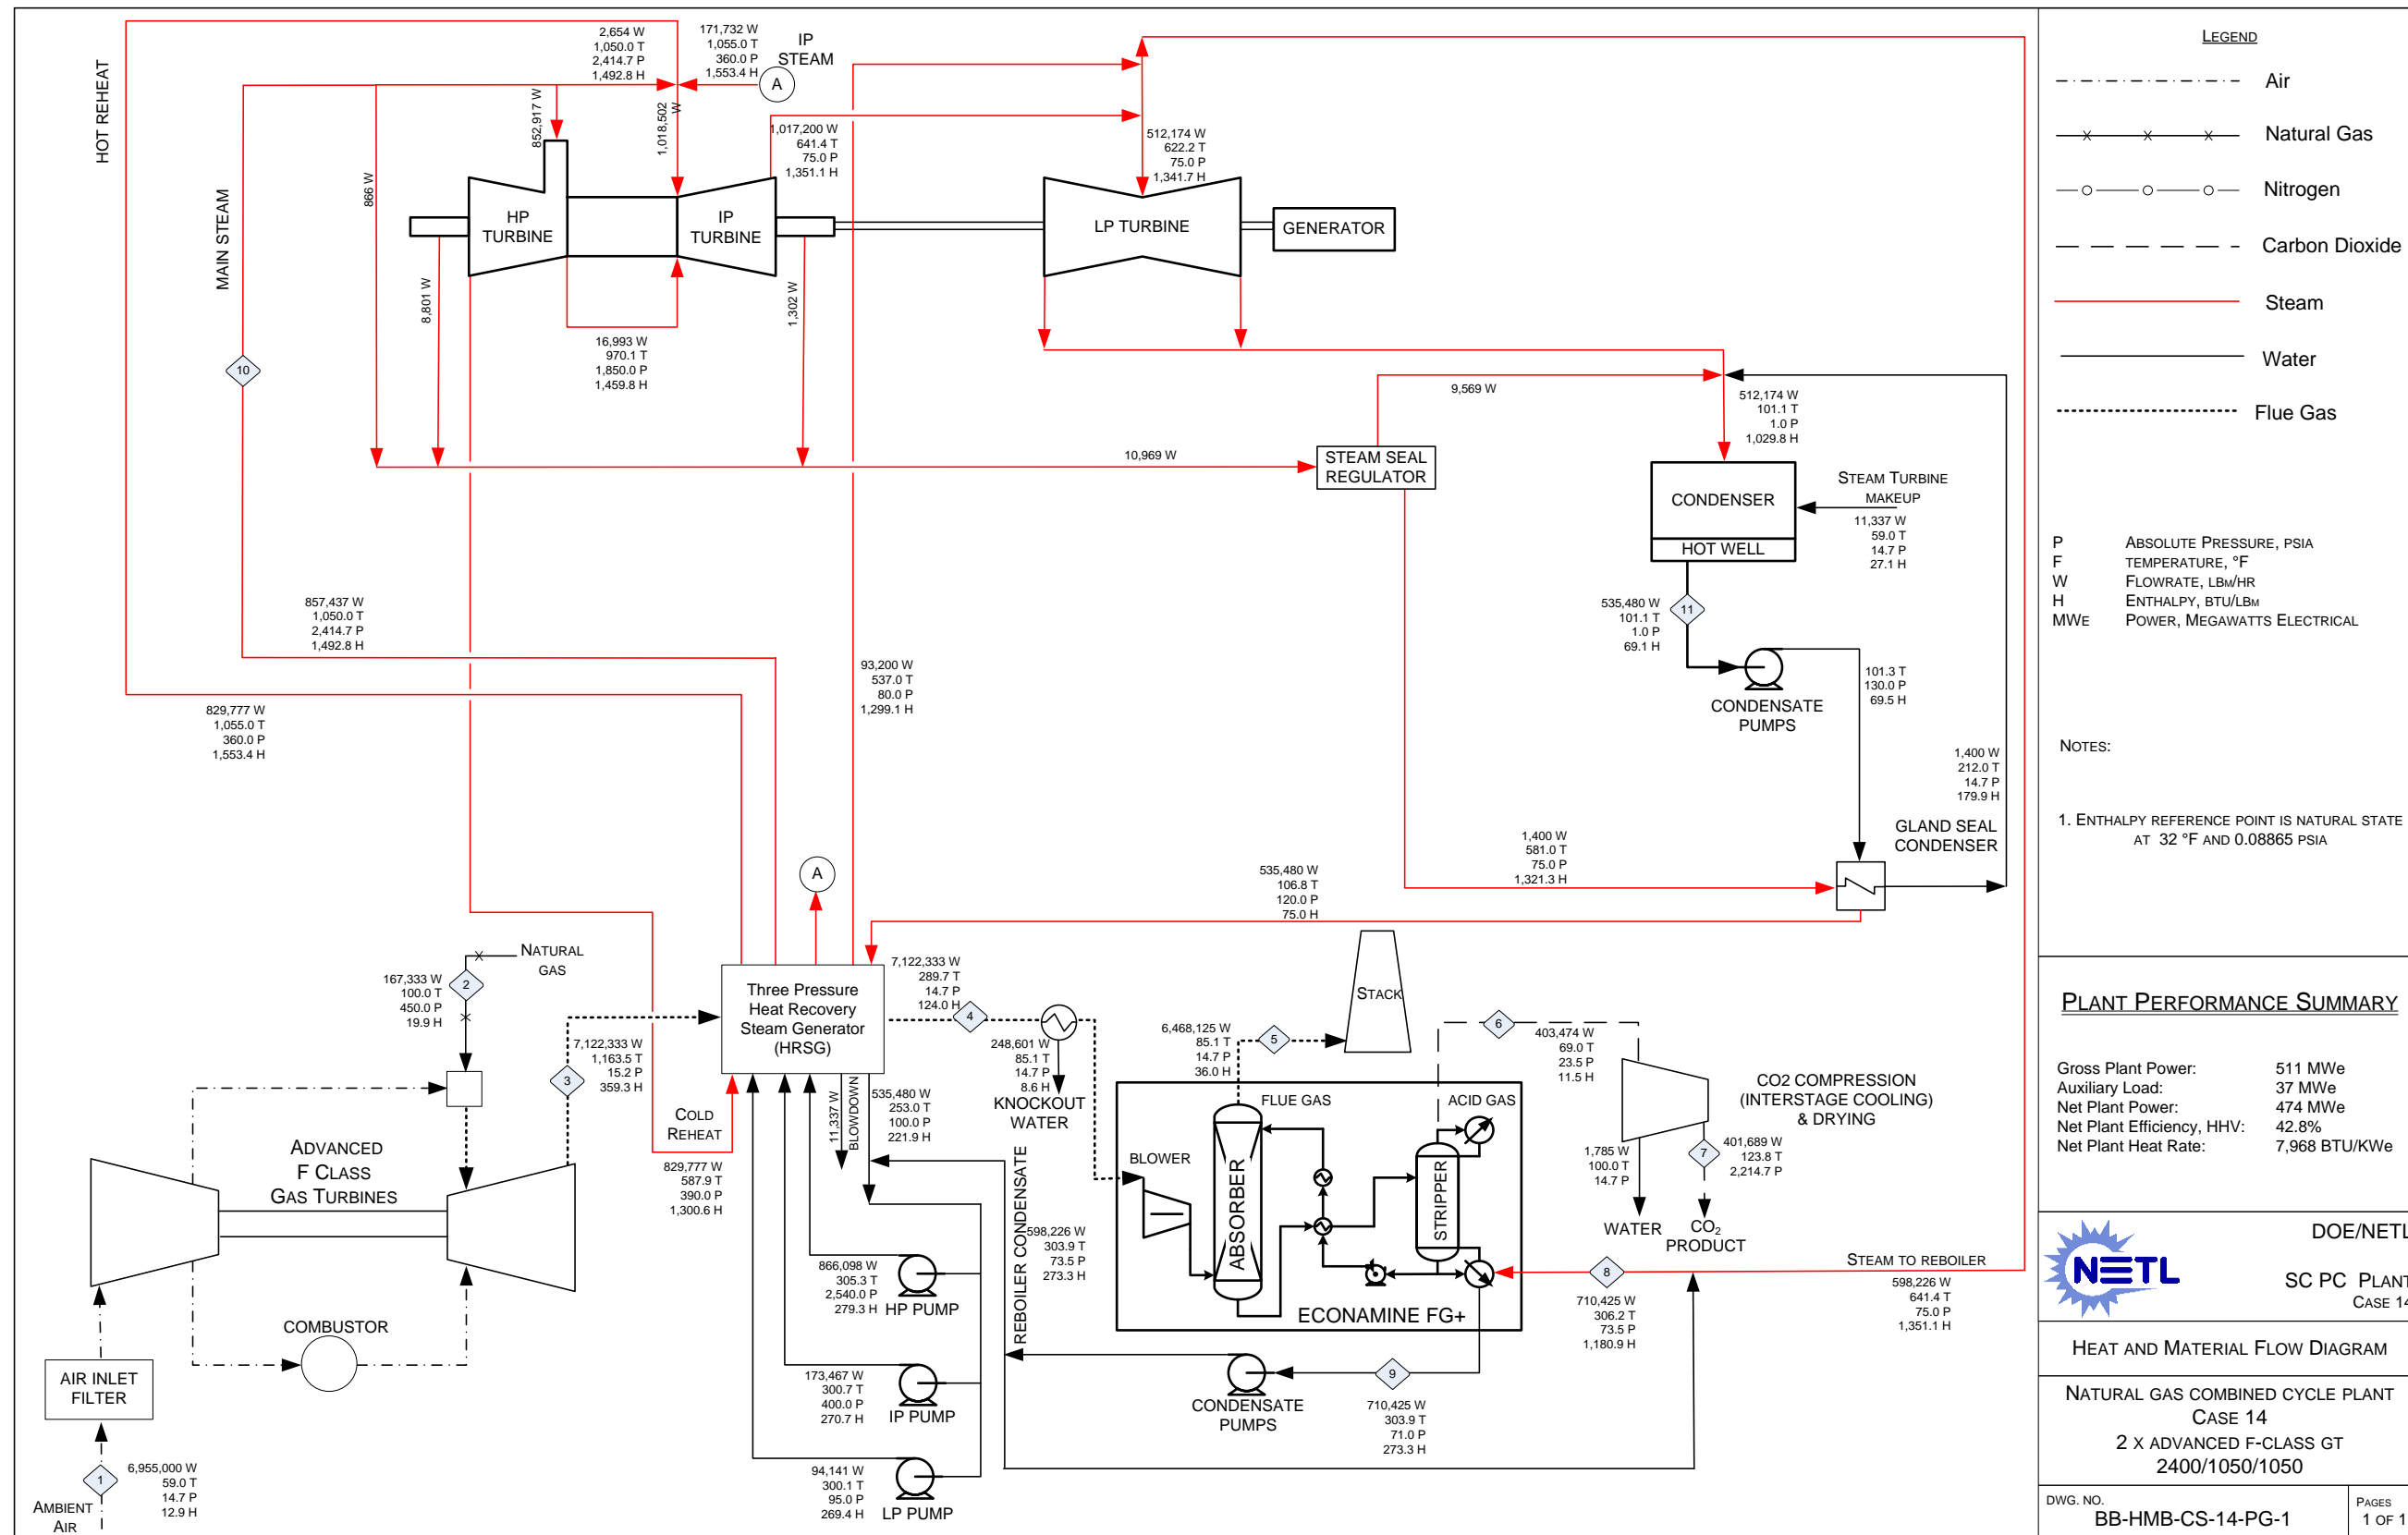 HOT REHEAT
MAIN STEAM
2,654 W
1,050.0 T
2,414.7 P
1,492.8 H
171,732 W
1,055.0 T
360.0 P
1,553.4 H
IP
STEAM
A
852,917 W
1,018,502
W
866 W
8,801 W
1,302 W
1,017,200 W
641.4 T
75.0 P
1,351.1 H
512,174 W
622.2 T
75.0 P
1,341.7 H
HP
TURBINE
IP
TURBINE
LP TURBINE
GENERATOR
16,993 W
970.1 T
1,850.0 P
1,459.8 H
10
9,569 W
10,969 W
STEAM SEAL
REGULATOR
512,174 W
101.1 T
1.0 P
1,029.8 H
CONDENSER
HOT WELL
STEAM TURBINE
MAKEUP
11,337 W
59.0 T
14.7 P
27.1 H
535,480 W
101.1 T
1.0 P
69.1 H
11
CONDENSATE
PUMPS
101.3 T
130.0 P
69.5 H
857,437 W
1,050.0 T
2,414.7 P
1,492.8 H
829,777 W
1,055.0 T
360.0 P
1,553.4 H
93,200 W
537.0 T
80.0 P
1,299.1 H
1,400 W
212.0 T
14.7 P
179.9 H
GLAND SEAL
CONDENSER
1,400 W
581.0 T
75.0 P
1,321.3 H
535,480 W
106.8 T
120.0 P
75.0 H
A
NATURAL
GAS
167,333 W
100.0 T
450.0 P
19.9 H
2
7,122,333 W
1,163.5 T
15.2 P
359.3 H
3
Three Pressure
Heat Recovery
Steam Generator
(HRSG)
7,122,333 W
289.7 T
14.7 P
124.0 H
4
248,601 W
85.1 T
14.7 P
8.6 H
KNOCKOUT
WATER
6,468,125 W
85.1 T
14.7 P
36.0 H
5
STACK
6
403,474 W
69.0 T
23.5 P
11.5 H
CO2 COMPRESSION
(INTERSTAGE COOLING)
& DRYING
1,785 W
100.0 T
14.7 P
7
401,689 W
123.8 T
2,214.7 P
WATER
CO2
PRODUCT
COLD
REHEAT
829,777 W
587.9 T
390.0 P
1,300.6 H
11,337 W
BLOWDOWN
535,480 W
253.0 T
100.0 P
221.9 H
REBOILER CONDENSATE
598,226 W
303.9 T
73.5 P
273.3 H
FLUE GAS
ACID GAS
BLOWER
ABSORBER
STRIPPER
ECONAMINE FG+
8
STEAM TO REBOILER
598,226 W
641.4 T
75.0 P
1,351.1 H
710,425 W
306.2 T
73.5 P
1,180.9 H
9
710,425 W
303.9 T
71.0 P
273.3 H
CONDENSATE
PUMPS
866,098 W
305.3 T
2,540.0 P
279.3 H
HP PUMP
173,467 W
300.7 T
400.0 P
270.7 H
IP PUMP
94,141 W
300.1 T
95.0 P
269.4 H
LP PUMP
ADVANCED
F CLASS
GAS TURBINES
COMBUSTOR
AIR INLET
FILTER
1
6,955,000 W
59.0 T
14.7 P
12.9 H
AMBIENT
AIR
LEGEND
Air
Natural Gas
Nitrogen
Carbon Dioxide
Steam
Water
Flue Gas
P ABSOLUTE PRESSURE, PSIA
F TEMPERATURE, °F
W FLOWRATE, LBM/HR
H ENTHALPY, BTU/LBM
MWE POWER, MEGAWATTS ELECTRICAL
NOTES:
1. ENTHALPY REFERENCE POINT IS NATURAL STATE
AT 32 °F AND 0.08865 PSIA
PLANT PERFORMANCE SUMMARY
Gross Plant Power: 511 MWe
Auxiliary Load: 37 MWe
Net Plant Power: 474 MWe
Net Plant Efficiency, HHV: 42.8%
Net Plant Heat Rate: 7,968 BTU/KWe
NETL
DOE/NETL
SC PC PLANT
CASE 14
HEAT AND MATERIAL FLOW DIAGRAM
NATURAL GAS COMBINED CYCLE PLANT
CASE 14
2 X ADVANCED F-CLASS GT
2400/1050/1050
DWG. NO.
BB-HMB-CS-14-PG-1
PAGES
1 OF 1